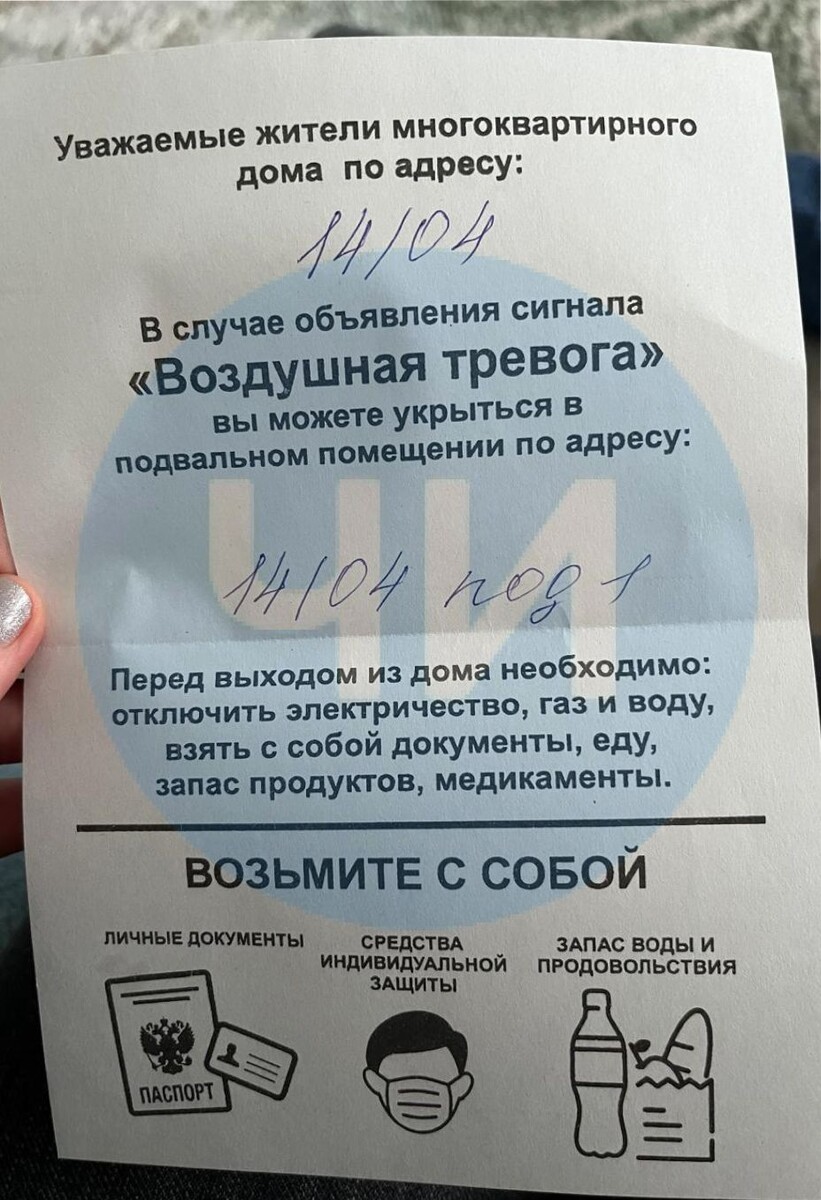 Уважаемые жители многоквартирного
дома по адресу:
14/04
В случае объявления сигнала
«Воздушная тревога»
вы можете укрыться в
подвальном помещении по адресу:
ЧИ
14/04 под 1
Перед выходом из дома необходимо:
отключить электричество, газ и воду,
взять с собой документы, еду,
запас продуктов, медикаменты.
ВОЗЬМИТЕ С СОБОЙ
ЛИЧНЫЕ ДОКУМЕНТЫ
СРЕДСТВА
ИНДИВИДУАЛЬНОЙ
ЗАЩИТЫ
ЗАПАС ВОДЫ И
ПРОДОВОЛЬСТВИЯ
ПАСПОРТ